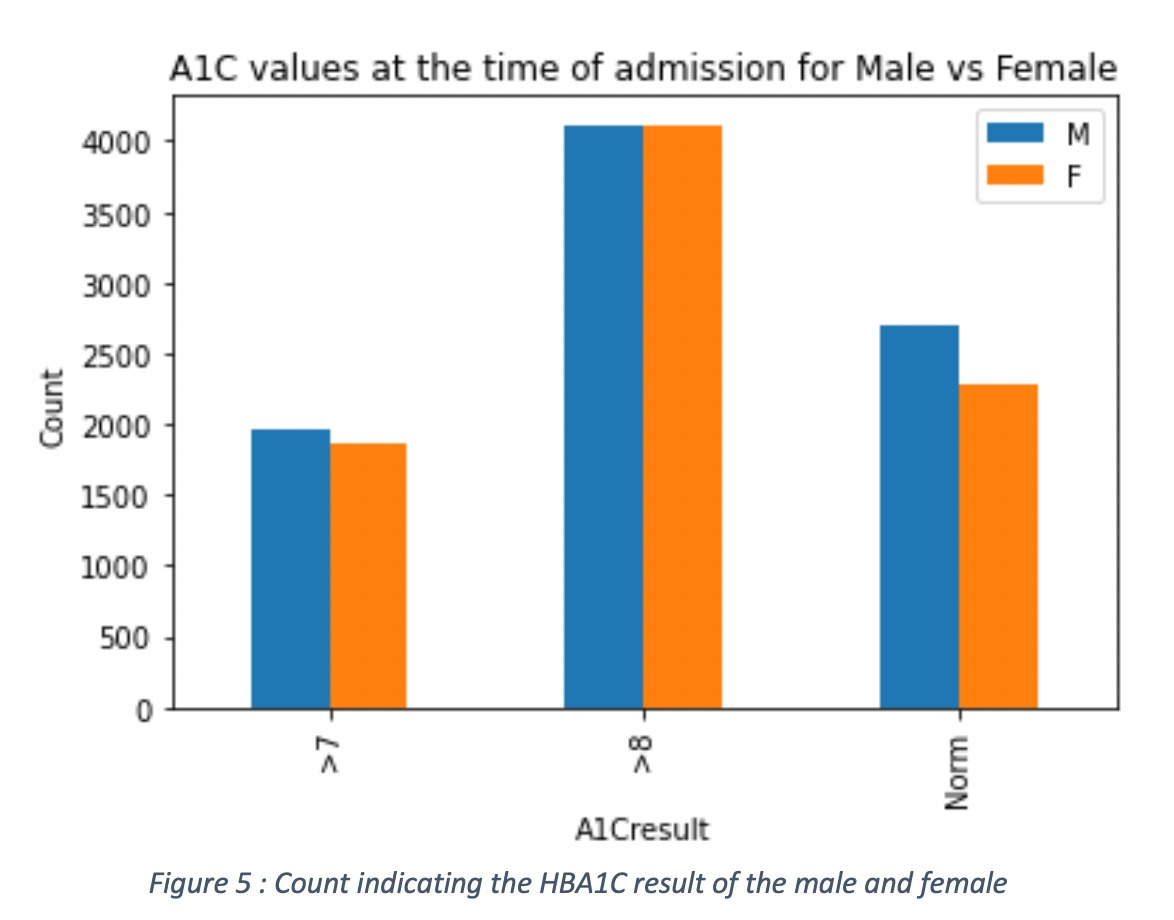 A1C values at the time of admission for Male vs Female
M
F
4000
3500
3000
2500
2000
1500
1000
500
0
Count
>7
>8
Norm
A1Cresult
Figure 5 : Count indicating the HBA1C result of the male and female